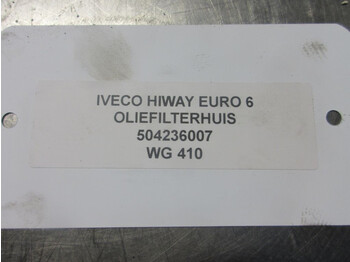 IVECO HIWAY EURO 6
OLIEFILTERHUIS
504236007
WG 410